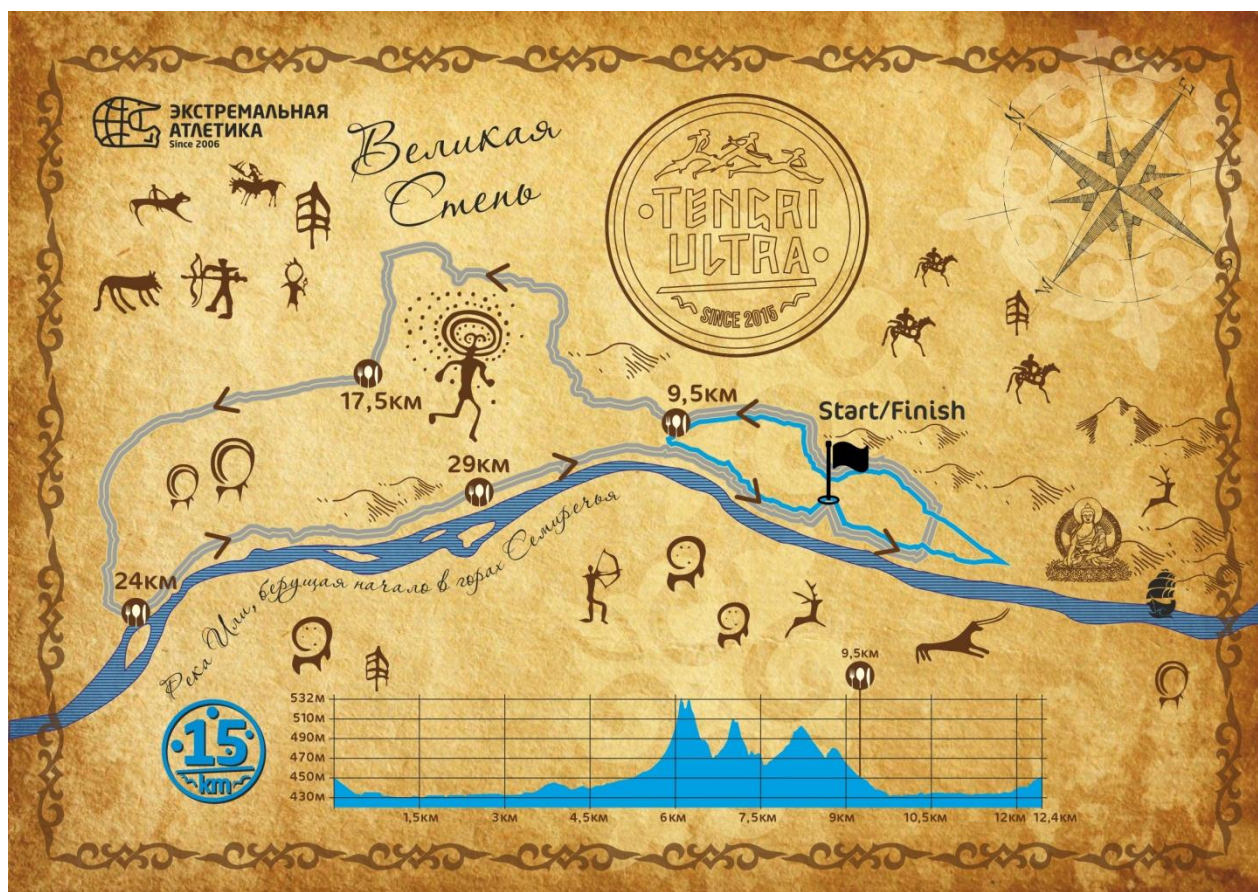 ЭКСТРЕМАЛЬНАЯ
АТЛЕТИКА
Since 2006
Великая
Степь
TENGRI
ULTRA
SINCE 2015
N
E
S
W
17,5км
9,5км
Start/Finish
29км
24км
Река Или, берущая начало в горах Семиречья
9,5км
15
km
532м
510м
490м
470м
450м
430м
1,5км
3км
4,5км
6км
7,5км
9км
10,5км
12км
12,4км